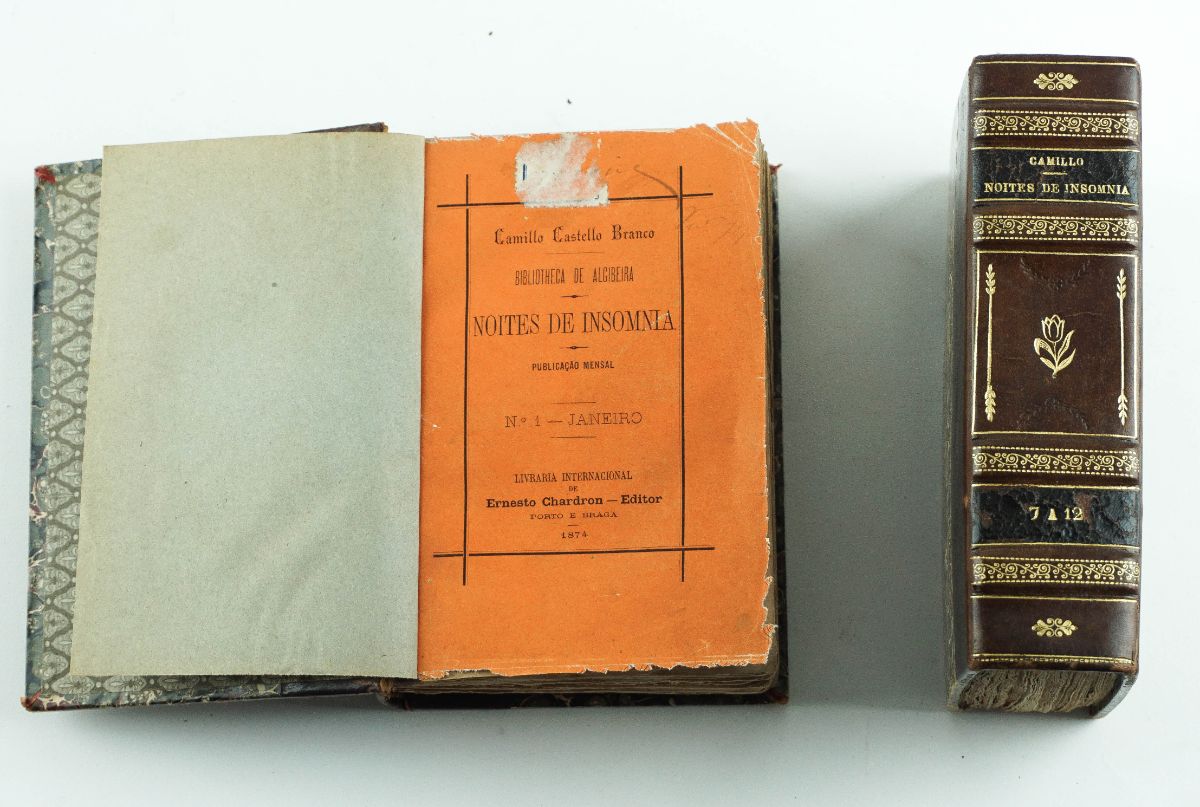 Camillo Castello Branco
BIBLIOTHECA DE ALGIBEIRA
NOITES DE INSOMNIA
PUBLICAÇÃO MENSAL
N.º 1 — JANEIRO
LIVRARIA INTERNACIONAL
DE
Ernesto Chardron — Editor
PORTO E BRAGA
1874
CAMILLO
NOITES DE INSOMNIA
7 A 12